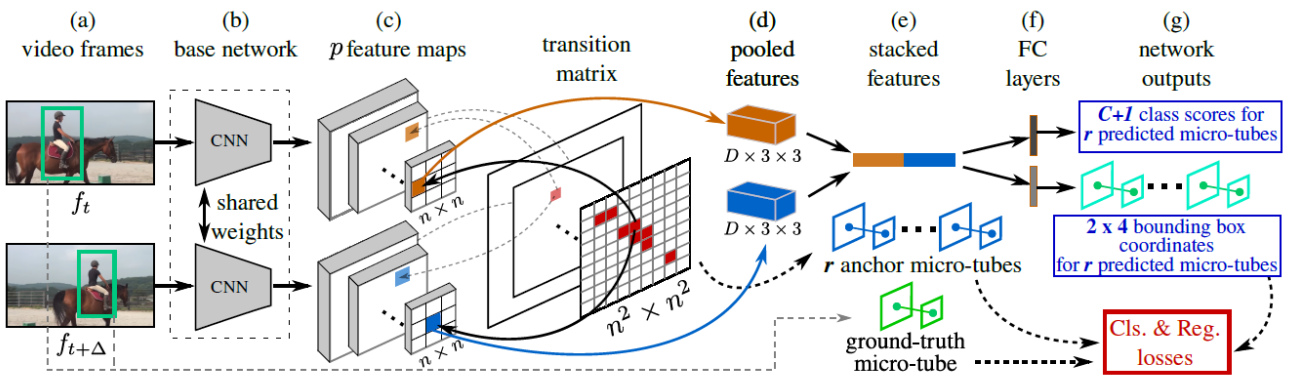 (a)
video frames
(b)
base network
(c)
p feature maps
transition
matrix
(d)
pooled
features
(e)
stacked
features
(f)
FC
layers
(g)
network
outputs
CNN
CNN
shared
weights
f_t
f_{t+Δ}
n × n
n × n
n² × n²
D × 3 × 3
D × 3 × 3
r anchor micro-tubes
ground-truth
micro-tube
C+1 class scores for
r predicted micro-tubes
2 x 4 bounding box
coordinates
for r predicted micro-tubes
Cls. & Reg.
losses